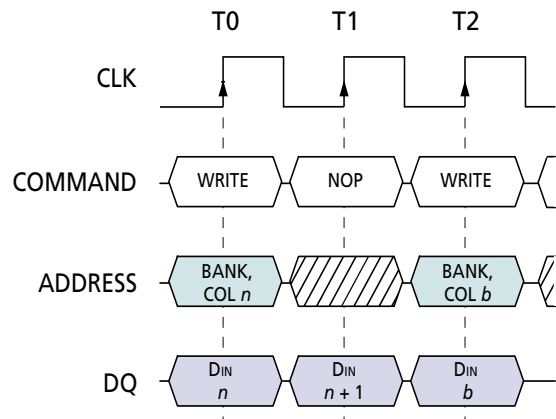 T0 T1 T2
CLK
COMMAND WRITE NOP WRITE
ADDRESS BANK, COL n BANK, COL b
DQ DIN n DIN n + 1 DIN b